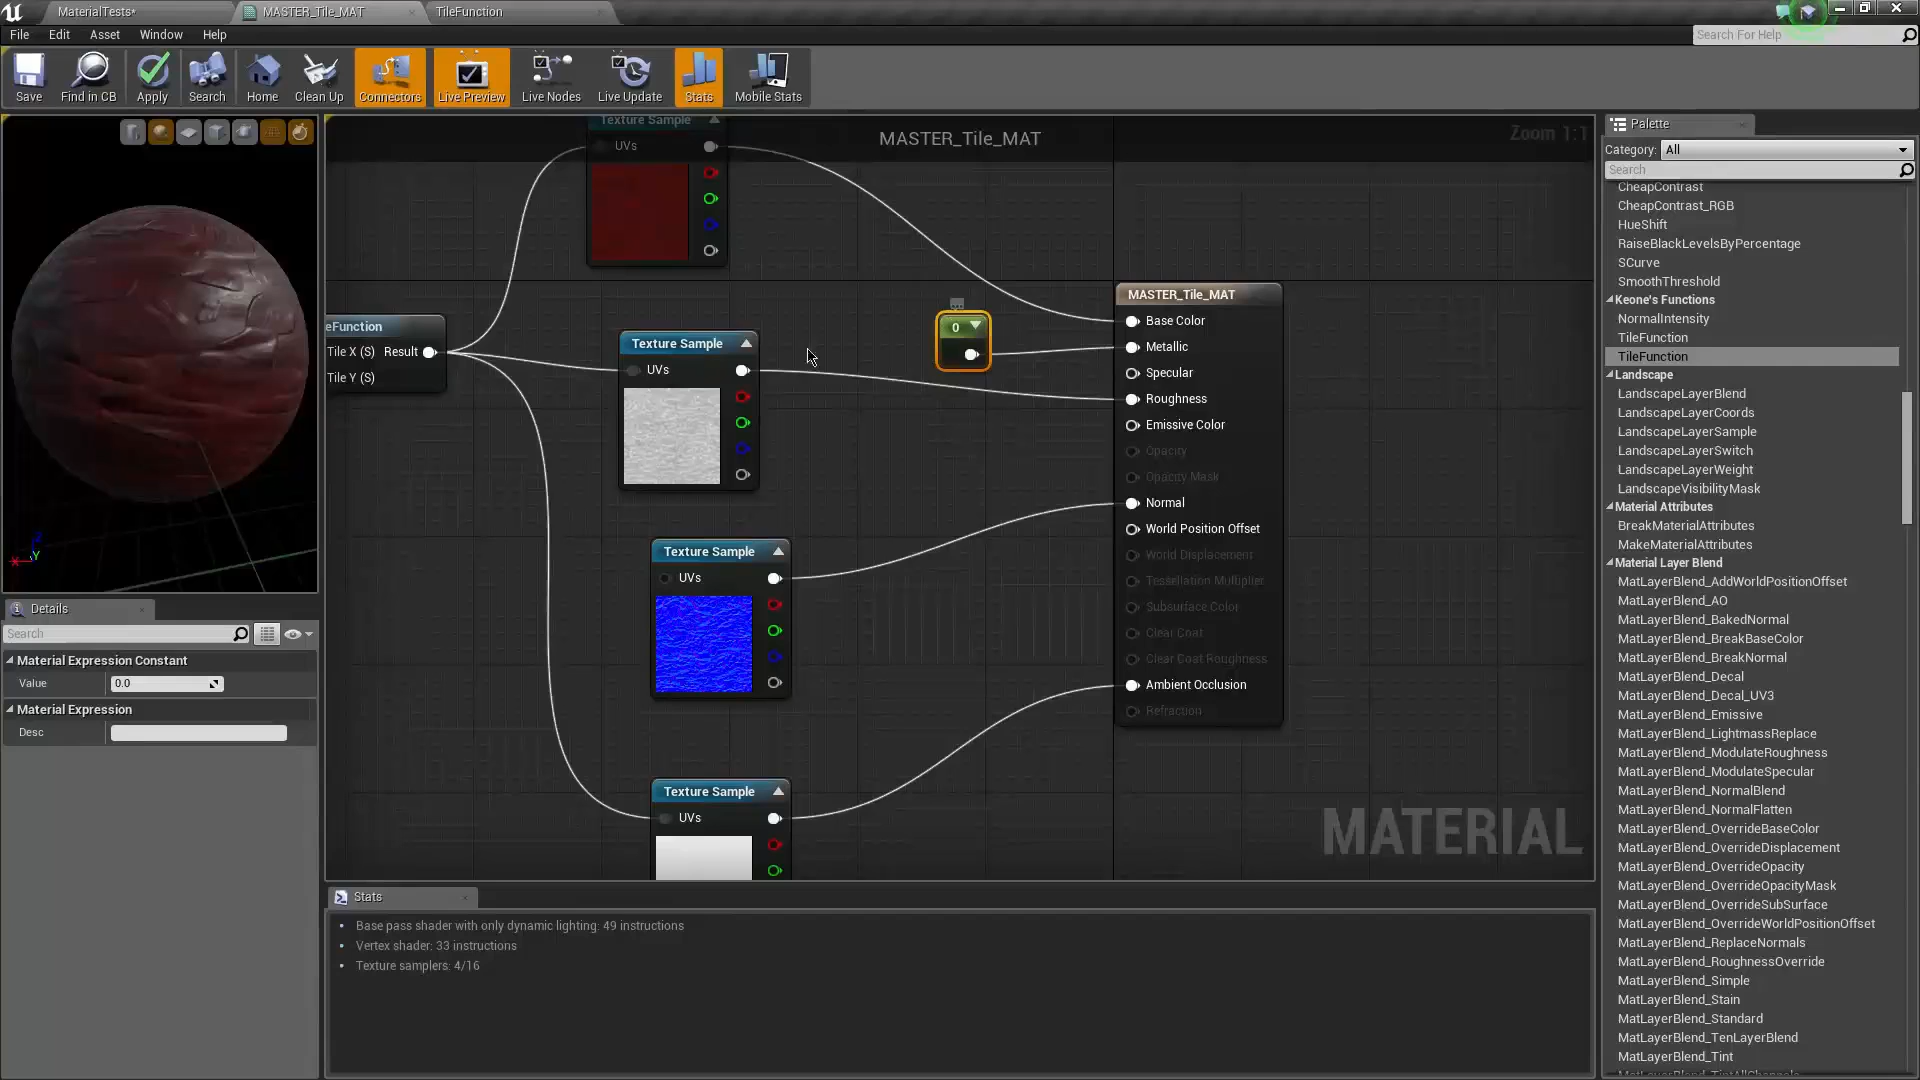 MaterialTests*
MASTER_Tile_MAT
TileFunction
File
Edit
Asset
Window
Help
Search For Help
Save
Find in CB
Apply
Search
Home
Clean Up
Connectors
Live Preview
Live Nodes
Live Update
Stats
Mobile Stats
MASTER_Tile_MAT
Zoom 1:1
Texture Sample
UVs
eFunction
Tile X (S) Result
Tile Y (S)
Texture Sample
UVs
0
Texture Sample
UVs
Texture Sample
UVs
MASTER_Tile_MAT
Base Color
Metallic
Specular
Roughness
Emissive Color
Opacity
Opacity Mask
Normal
World Position Offset
World Displacement
Tessellation Multiplier
Subsurface Color
Clear Coat
Clear Coat Roughness
Ambient Occlusion
Refraction
MATERIAL
Z
X
Y
Details
Search
Material Expression Constant
Value 0.0
Material Expression
Desc
Stats
Base pass shader with only dynamic lighting: 49 instructions
Vertex shader: 33 instructions
Texture samplers: 4/16
Palette
Category: All
Search
CheapContrast
CheapContrast_RGB
HueShift
RaiseBlackLevelsByPercentage
SCurve
SmoothThreshold
Keone's Functions
NormalIntensity
TileFunction
TileFunction
Landscape
LandscapeLayerBlend
LandscapeLayerCoords
LandscapeLayerSample
LandscapeLayerSwitch
LandscapeLayerWeight
LandscapeVisibilityMask
Material Attributes
BreakMaterialAttributes
MakeMaterialAttributes
Material Layer Blend
MatLayerBlend_AddWorldPositionOffset
MatLayerBlend_AO
MatLayerBlend_BakedNormal
MatLayerBlend_BreakBaseColor
MatLayerBlend_BreakNormal
MatLayerBlend_Decal
MatLayerBlend_Decal_UV3
MatLayerBlend_Emissive
MatLayerBlend_LightmassReplace
MatLayerBlend_ModulateRoughness
MatLayerBlend_ModulateSpecular
MatLayerBlend_NormalBlend
MatLayerBlend_NormalFlatten
MatLayerBlend_OverrideBaseColor
MatLayerBlend_OverrideDisplacement
MatLayerBlend_OverrideOpacity
MatLayerBlend_OverrideOpacityMask
MatLayerBlend_OverrideSubSurface
MatLayerBlend_OverrideWorldPositionOffset
MatLayerBlend_ReplaceNormals
MatLayerBlend_RoughnessOverride
MatLayerBlend_Simple
MatLayerBlend_Stain
MatLayerBlend_Standard
MatLayerBlend_TenLayerBlend
MatLayerBlend_Tint